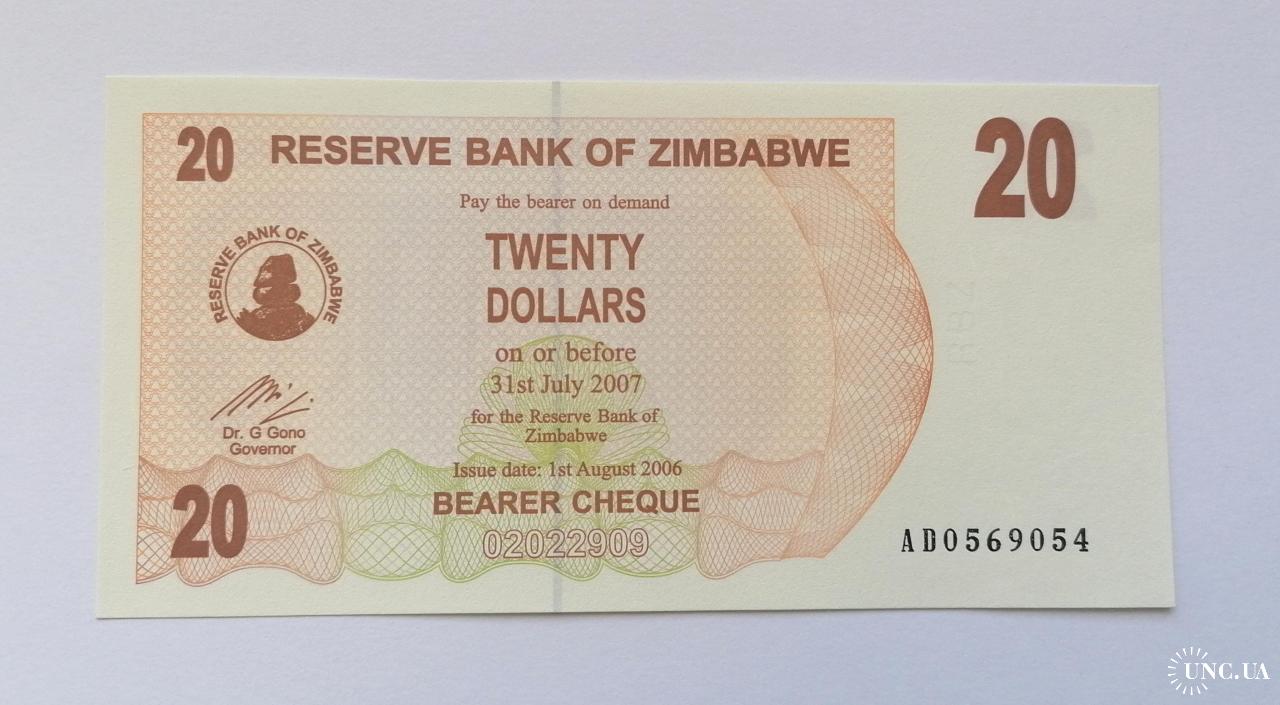 20
RESERVE BANK OF ZIMBABWE
20
Pay the bearer on demand
TWENTY
DOLLARS
RESERVE BANK OF ZIMBABWE
on or before
31st July 2007
for the Reserve Bank of
Zimbabwe
Dr. G Gono
Governor
Issue date: 1st August 2006
20
BEARER CHEQUE
02022909
AD0569054
UNC.UA